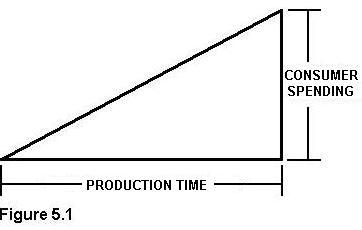 CONSUMER
SPENDING
PRODUCTION TIME
Figure 5.1